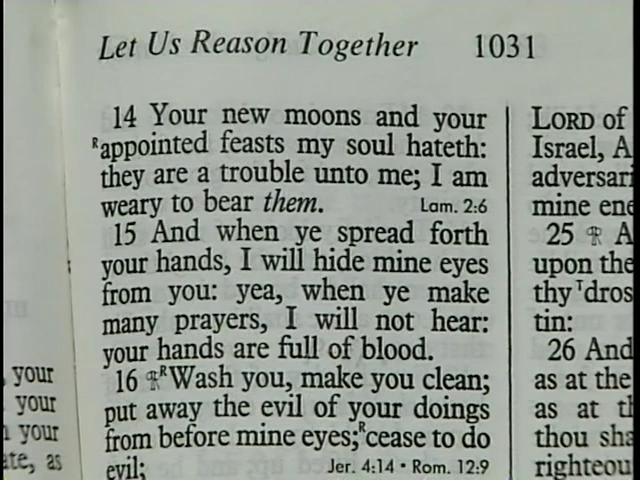 Let Us Reason Together 1031
14 Your new moons and your
ᴿappointed feasts my soul hateth:
they are a trouble unto me; I am
weary to bear them. Lam. 2:6
15 And when ye spread forth
your hands, I will hide mine eyes
from you: yea, when ye make
many prayers, I will not hear:
your hands are full of blood.
16 ᴿWash you, make you clean;
put away the evil of your doings
from before mine eyes;ᴿcease to do
evil; Jer. 4:14 • Rom. 12:9
LORD of
Israel, A
adversari
mine ene
25 A
upon the
thy ᵀdros
tin:
26 And
as at the
as at t
thou sha
righteou
, your
your
your
ate, as